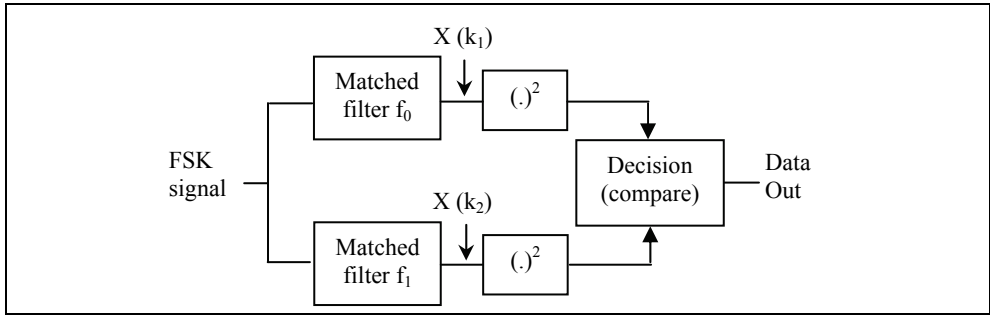 X (k₁)
Matched
filter f₀
(.)²
FSK
signal
Decision
(compare)
Data
Out
X (k₂)
Matched
filter f₁
(.)²